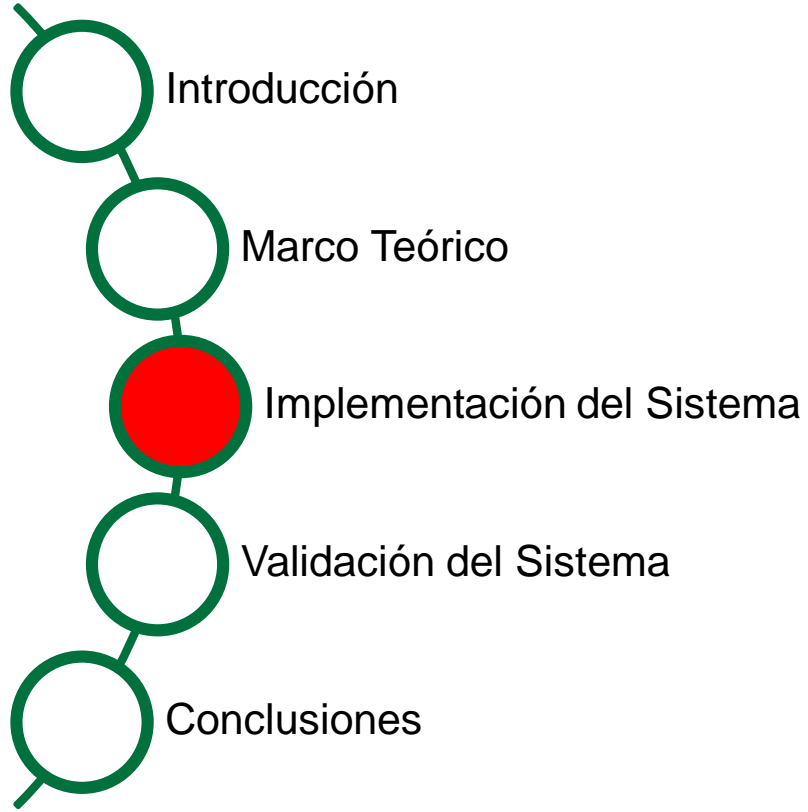 Introducción
Marco Teórico
Implementación del Sistema
Validación del Sistema
Conclusiones